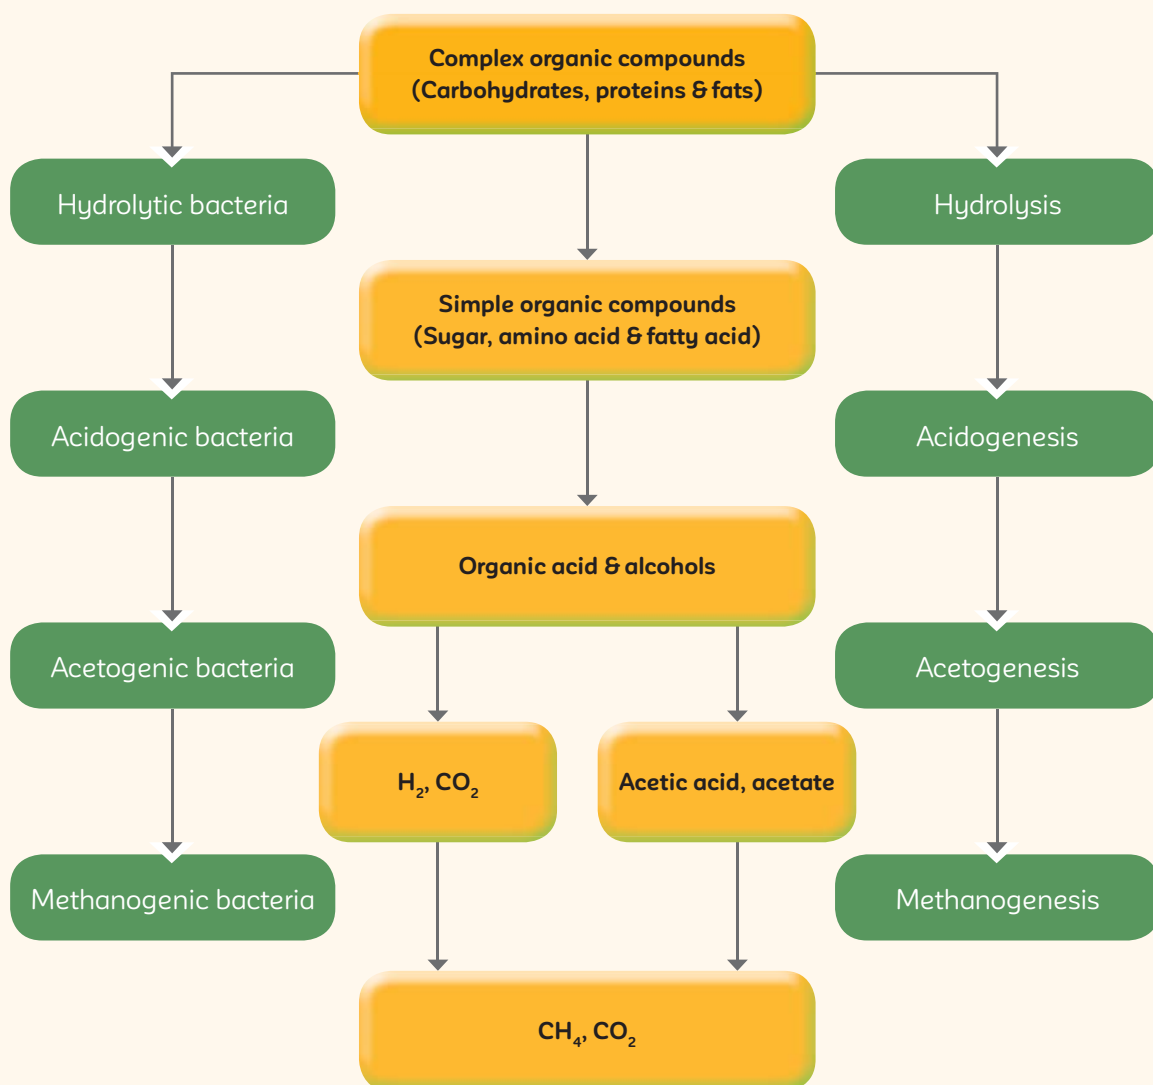 Complex organic compounds
(Carbohydrates, proteins & fats)
Hydrolytic bacteria
Hydrolysis
Simple organic compounds
(Sugar, amino acid & fatty acid)
Acidogenic bacteria
Acidogenesis
Organic acid & alcohols
Acetogenic bacteria
Acetogenesis
H₂, CO₂
Acetic acid, acetate
Methanogenic bacteria
Methanogenesis
CH₄, CO₂